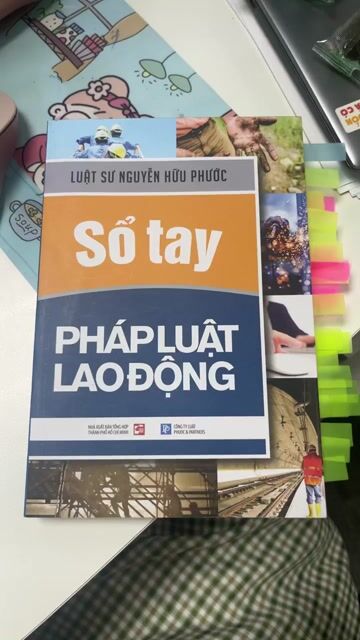 LUẬT SƯ NGUYỄN HỮU PHƯỚC
Sổ tay
PHÁP LUẬT
LAO ĐỘNG
NHÀ XUẤT BẢN TỔNG HỢP
THÀNH PHỐ HỒ CHÍ MINH
CÔNG TY LUẬT
PHUOC & PARTNERS
SOUP